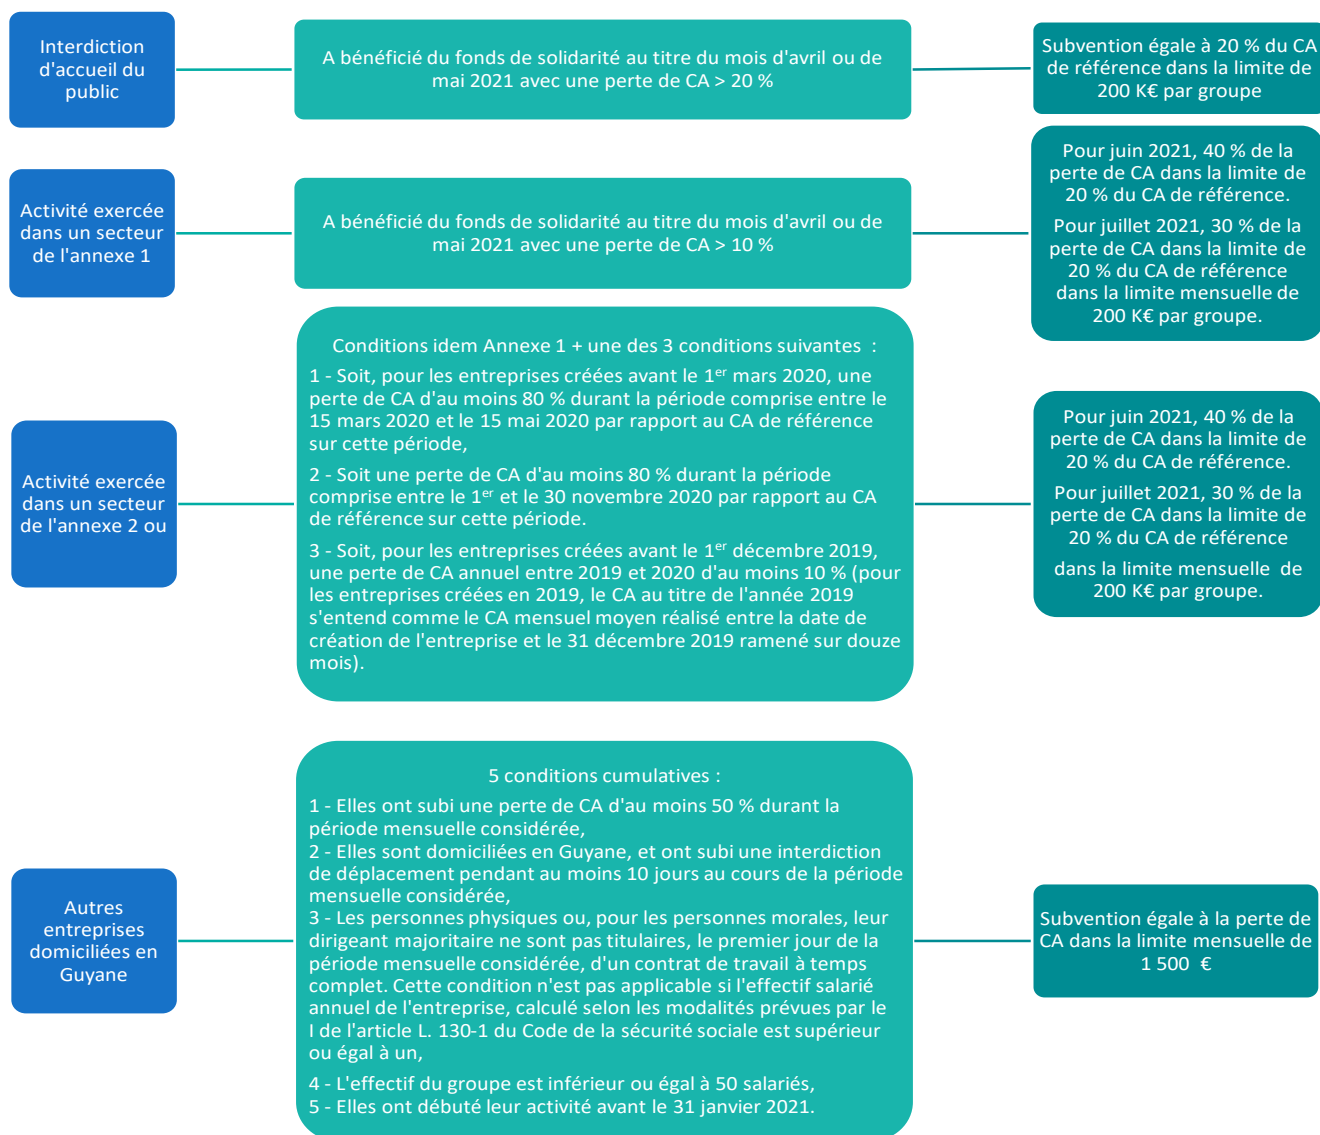 Interdiction
d'accueil du
public
A bénéficié du fonds de solidarité au titre du mois d'avril ou de
mai 2021 avec une perte de CA > 20 %
Subvention égale à 20 % du CA
de référence dans la limite de
200 K€ par groupe
Activité exercée
dans un secteur
de l'annexe 1
A bénéficié du fonds de solidarité au titre du mois d'avril ou de
mai 2021 avec une perte de CA > 10 %
Pour juin 2021, 40 % de la
perte de CA dans la limite de
20 % du CA de référence.
Pour juillet 2021, 30 % de la
perte de CA dans la limite de
20 % du CA de référence
dans la limite mensuelle de
200 K€ par groupe.
Activité exercée
dans un secteur
de l'annexe 2 ou
Conditions idem Annexe 1 + une des 3 conditions suivantes :
1 - Soit, pour les entreprises créées avant le 1er mars 2020, une
perte de CA d'au moins 80 % durant la période comprise entre le
15 mars 2020 et le 15 mai 2020 par rapport au CA de référence
sur cette période,
2 - Soit une perte de CA d'au moins 80 % durant la période
comprise entre le 1er et le 30 novembre 2020 par rapport au CA
de référence sur cette période.
3 - Soit, pour les entreprises créées avant le 1er décembre 2019,
une perte de CA annuel entre 2019 et 2020 d'au moins 10 % (pour
les entreprises créées en 2019, le CA au titre de l'année 2019
s'entend comme le CA mensuel moyen réalisé entre la date de
création de l'entreprise et le 31 décembre 2019 ramené sur douze
mois).
Pour juin 2021, 40 % de la
perte de CA dans la limite de
20 % du CA de référence.
Pour juillet 2021, 30 % de la
perte de CA dans la limite de
20 % du CA de référence
dans la limite mensuelle de
200 K€ par groupe.
Autres
entreprises
domiciliées en
Guyane
5 conditions cumulatives :
1 - Elles ont subi une perte de CA d'au moins 50 % durant la
période mensuelle considérée,
2 - Elles sont domiciliées en Guyane, et ont subi une interdiction
de déplacement pendant au moins 10 jours au cours de la période
mensuelle considérée,
3 - Les personnes physiques ou, pour les personnes morales, leur
dirigeant majoritaire ne sont pas titulaires, le premier jour de la
période mensuelle considérée, d'un contrat de travail à temps
complet. Cette condition n'est pas applicable si l'effectif salarié
annuel de l'entreprise, calculé selon les modalités prévues par le
I de l'article L. 130-1 du Code de la sécurité sociale est supérieur
ou égal à un,
4 - L'effectif du groupe est inférieur ou égal à 50 salariés,
5 - Elles ont débuté leur activité avant le 31 janvier 2021.
Subvention égale à la perte de
CA dans la limite mensuelle de
1 500 €